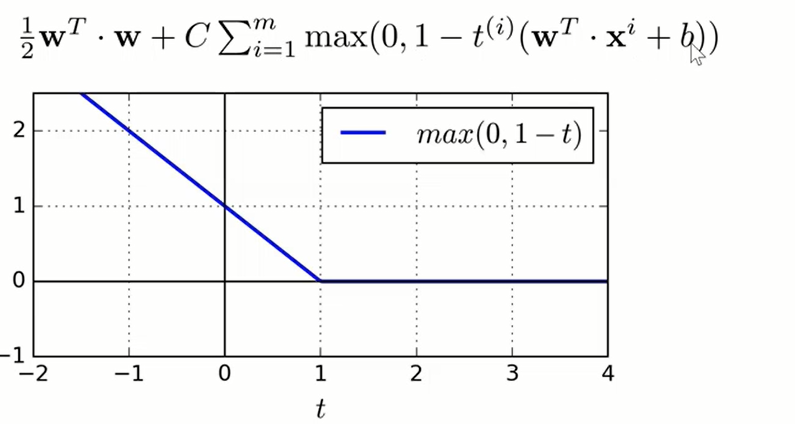 ½wᵀ · w + C ∑ᵢ₌₁ᵐ max(0, 1 − t⁽ⁱ⁾(wᵀ · xⁱ + b))
max(0, 1 − t)
2
1
0
−1
−2 −1 0 1 2 3 4
t